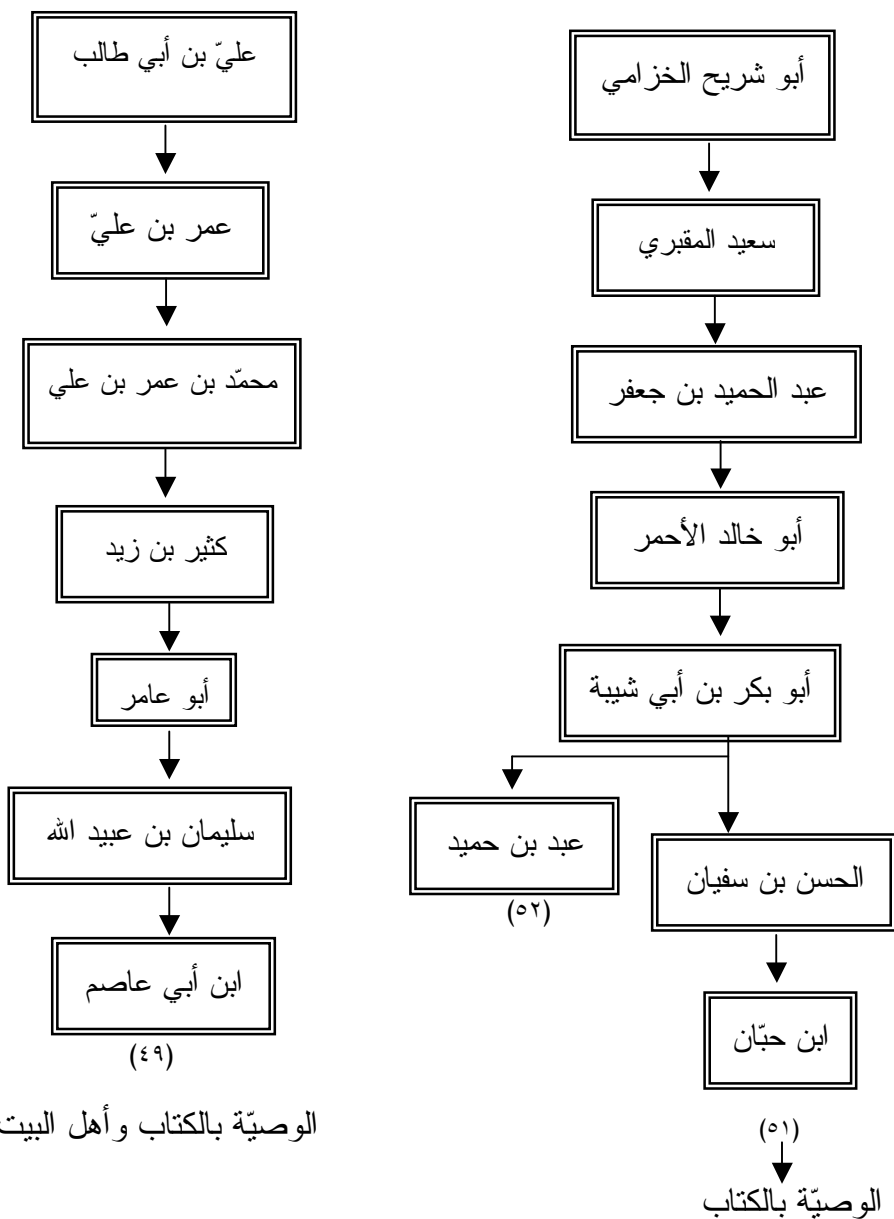 أبو شريح الخزامي
سعيد المقبري
عبد الحميد بن جعفر
أبو خالد الأحمر
أبو بكر بن أبي شيبة
عبد بن حميد
(٥٢)
الحسن بن سفيان
ابن حبّان
(٥١)
الوصيّة بالكتاب
عليّ بن أبي طالب
عمر بن عليّ
محمّد بن عمر بن علي
كثير بن زيد
أبو عامر
سليمان بن عبيد الله
ابن أبي عاصم
(٤٩)
الوصيّة بالكتاب وأهل البيت